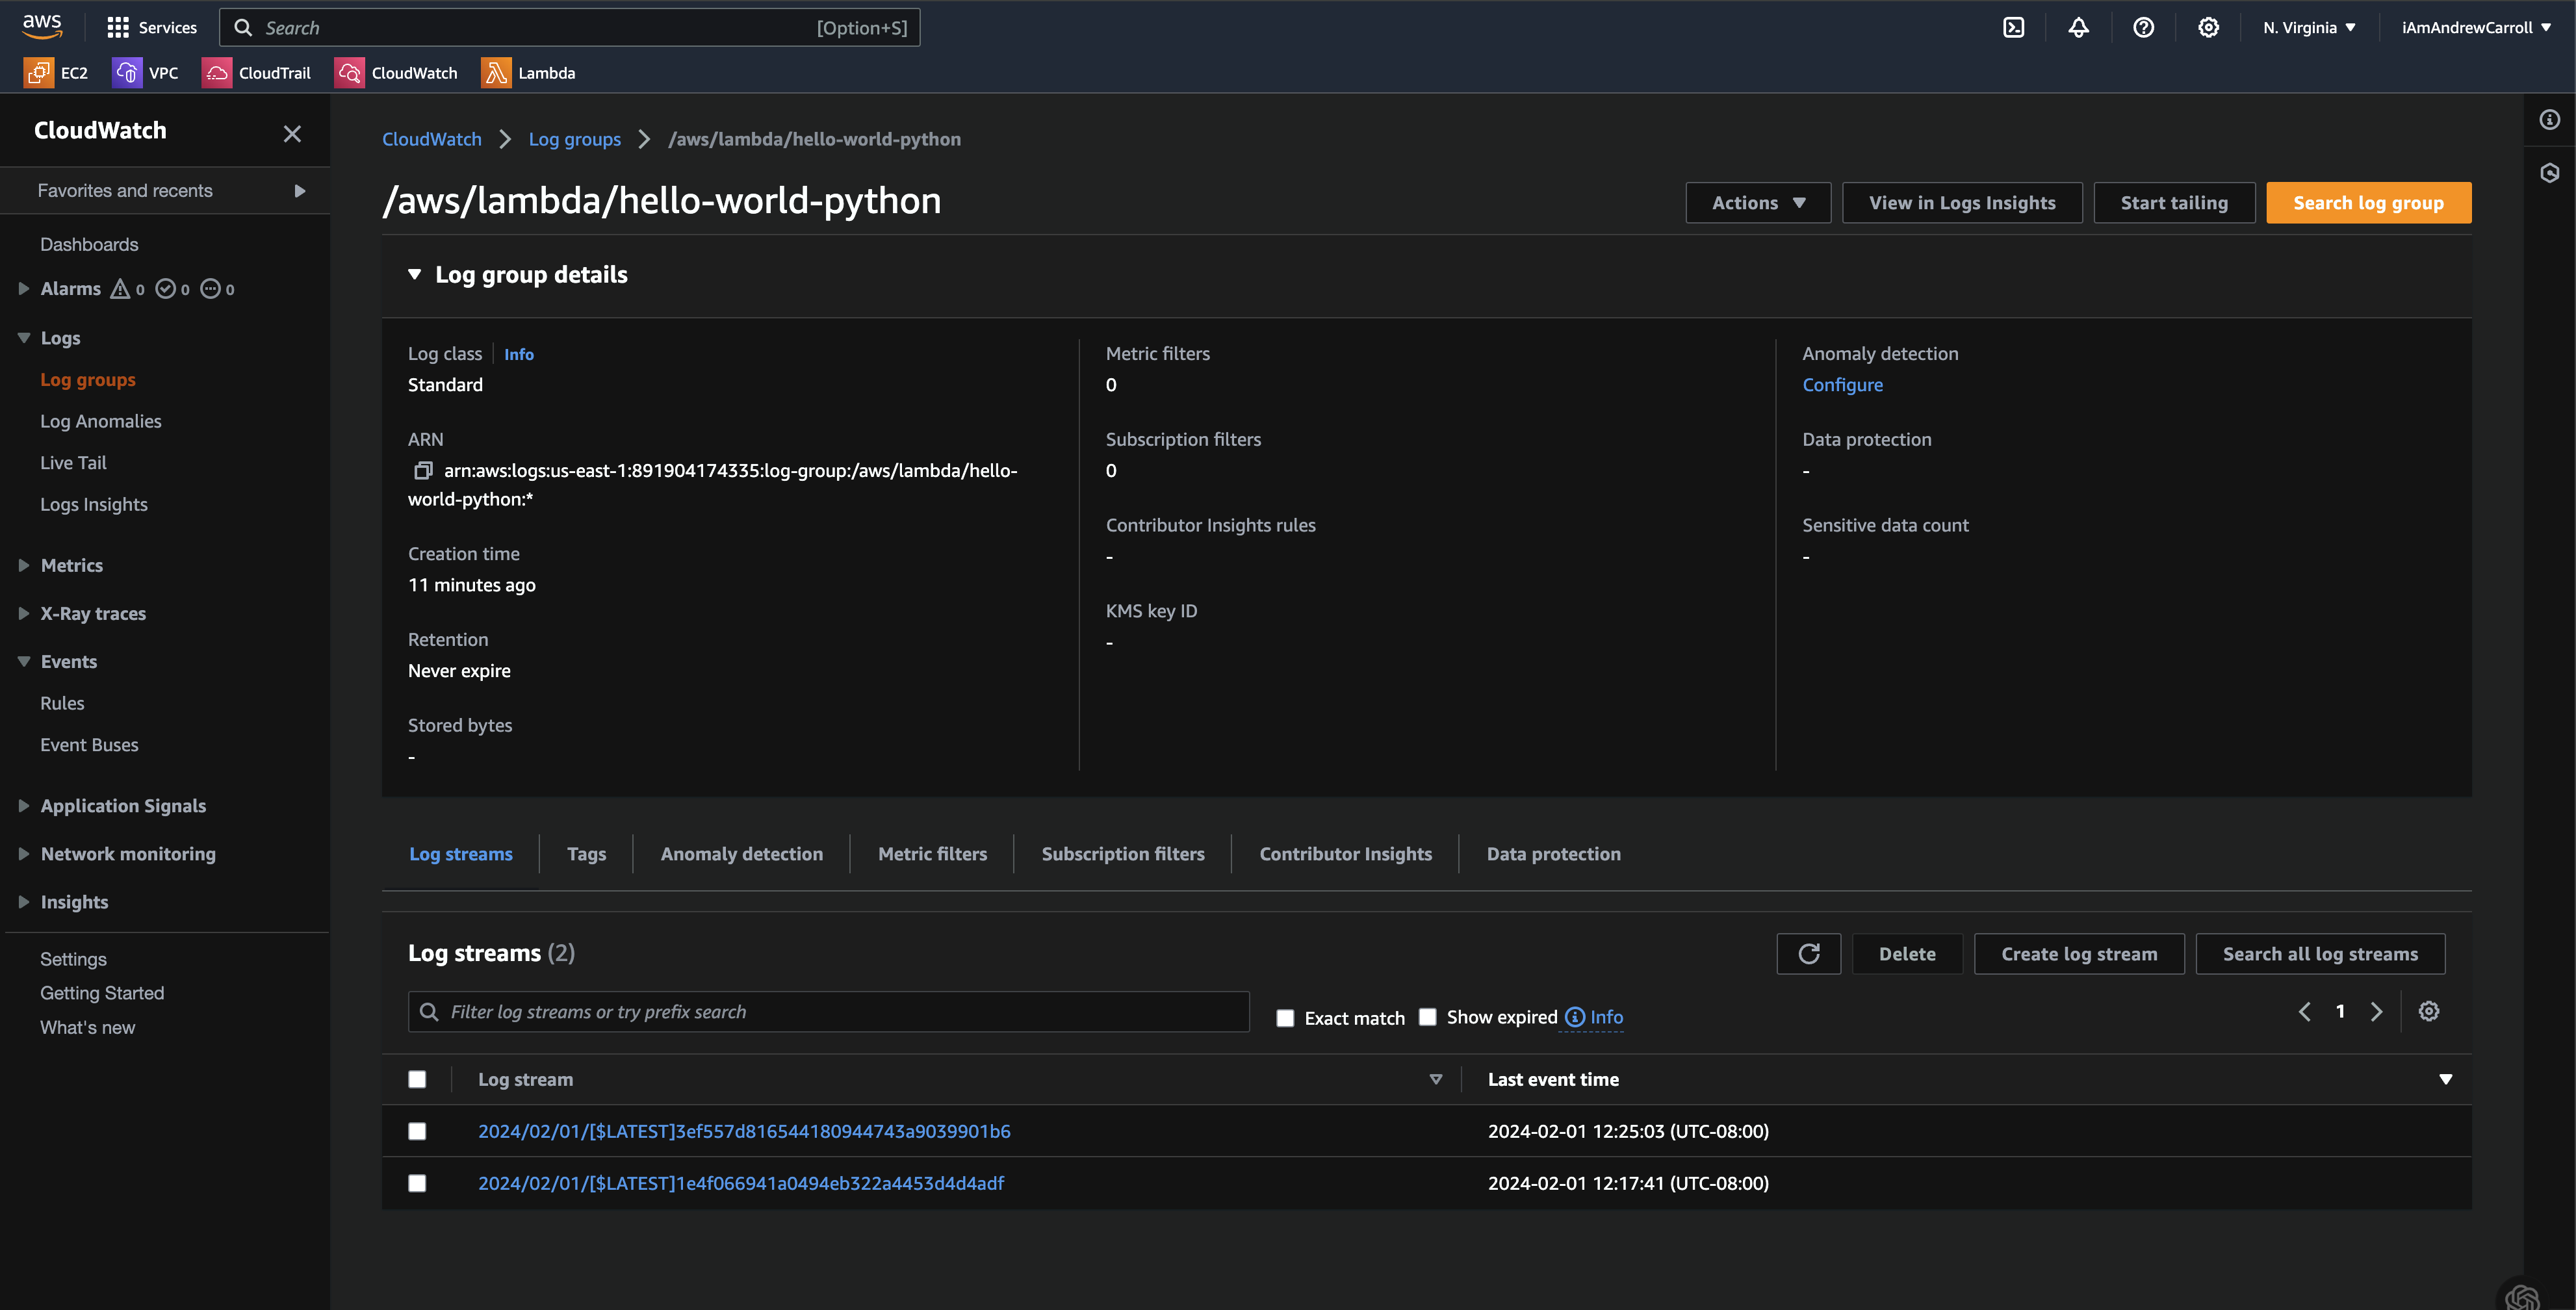 aws
Services
Search
[Option+S]
N. Virginia
iAmAndrewCarroll
EC2
VPC
CloudTrail
CloudWatch
Lambda
CloudWatch
Favorites and recents
Dashboards
Alarms 0 0 0
Logs
Log groups
Log Anomalies
Live Tail
Logs Insights
Metrics
X-Ray traces
Events
Rules
Event Buses
Application Signals
Network monitoring
Insights
Settings
Getting Started
What's new
CloudWatch
Log groups
/aws/lambda/hello-world-python
/aws/lambda/hello-world-python
Actions
View in Logs Insights
Start tailing
Search log group
Log group details
Log class
Info
Standard
ARN
arn:aws:logs:us-east-1:891904174335:log-group:/aws/lambda/hello-
world-python:*
Creation time
11 minutes ago
Retention
Never expire
Stored bytes
-
Metric filters
0
Subscription filters
0
Contributor Insights rules
-
KMS key ID
-
Anomaly detection
Configure
Data protection
-
Sensitive data count
-
Log streams
Tags
Anomaly detection
Metric filters
Subscription filters
Contributor Insights
Data protection
Log streams (2)
Delete
Create log stream
Search all log streams
Filter log streams or try prefix search
Exact match
Show expired
Info
1
Log stream
Last event time
2024/02/01/[$LATEST]3ef557d816544180944743a9039901b6
2024-02-01 12:25:03 (UTC-08:00)
2024/02/01/[$LATEST]1e4f066941a0494eb322a4453d4d4adf
2024-02-01 12:17:41 (UTC-08:00)